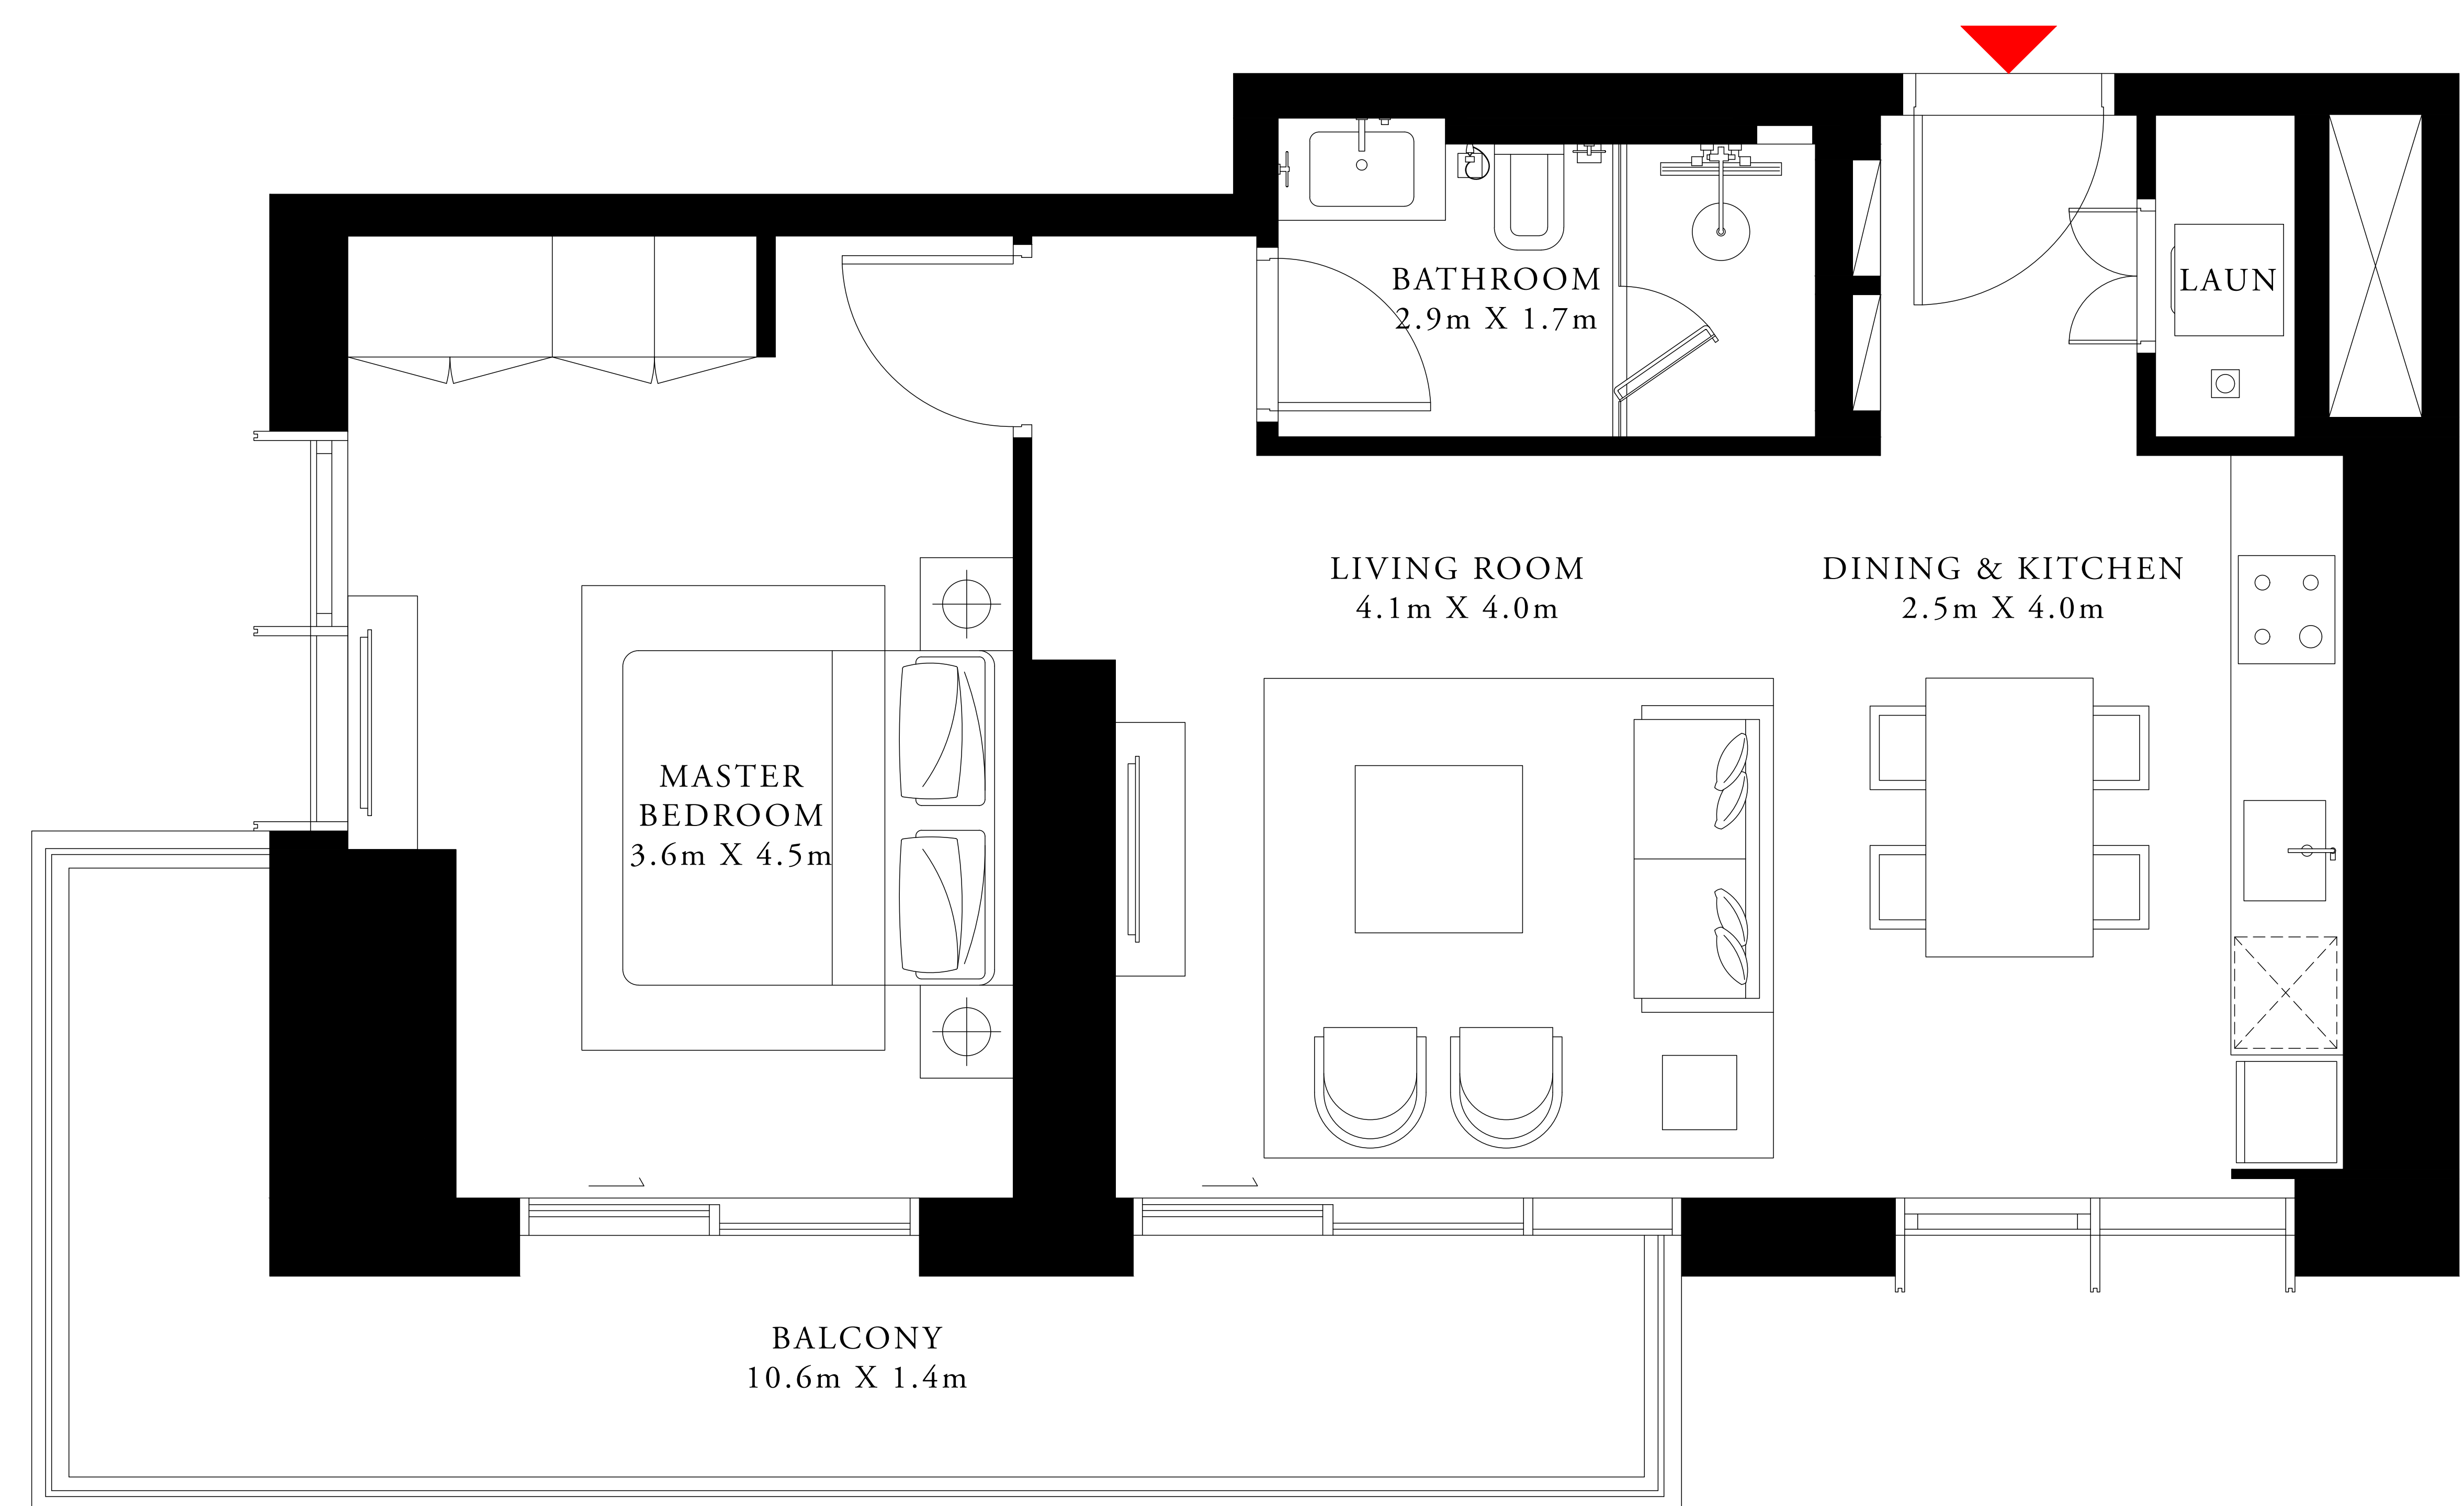 BATHROOM
2.9m X 1.7m
LAUN
LIVING ROOM
4.1m X 4.0m
DINING & KITCHEN
2.5m X 4.0m
MASTER
BEDROOM
3.6m X 4.5m
BALCONY
10.6m X 1.4m